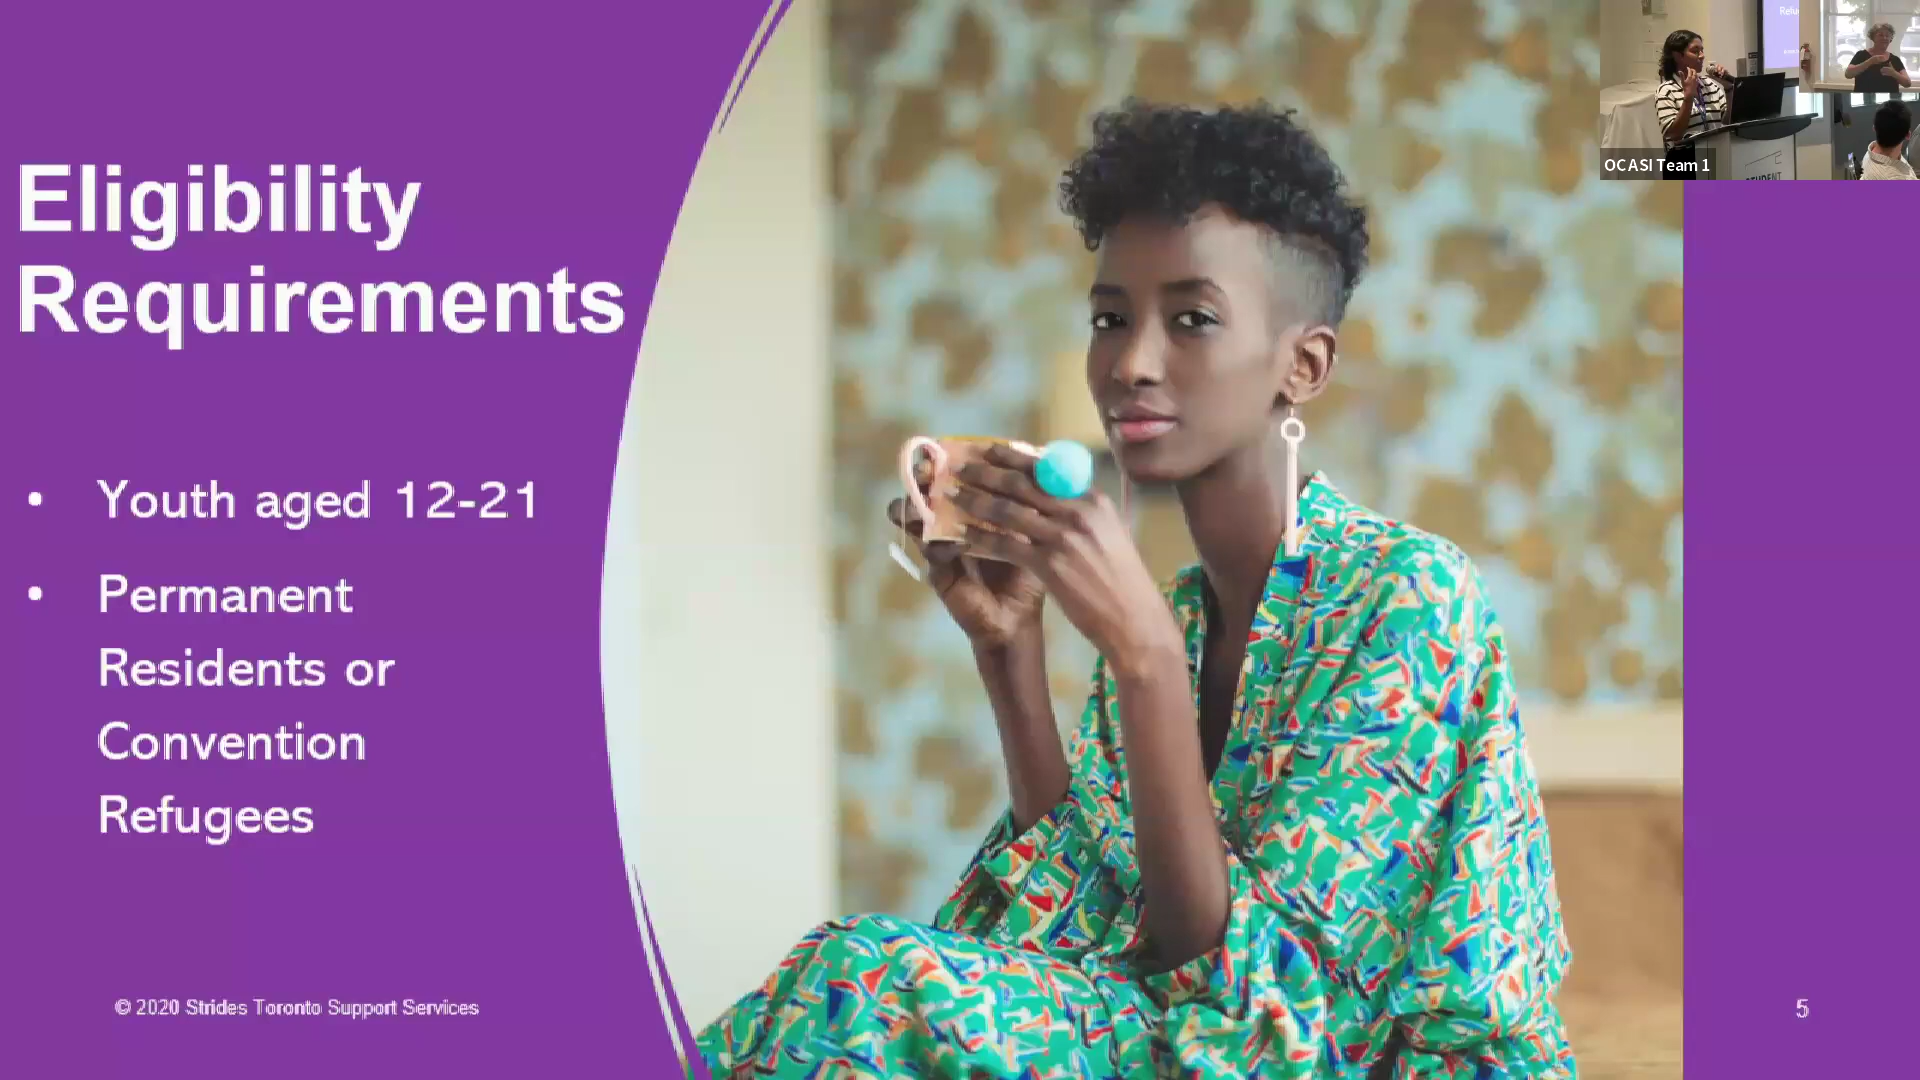 Eligibility
Requirements
• Youth aged 12-21
• Permanent
Residents or
Convention
Refugees
© 2020 Strides Toronto Support Services
5
OCASI Team 1